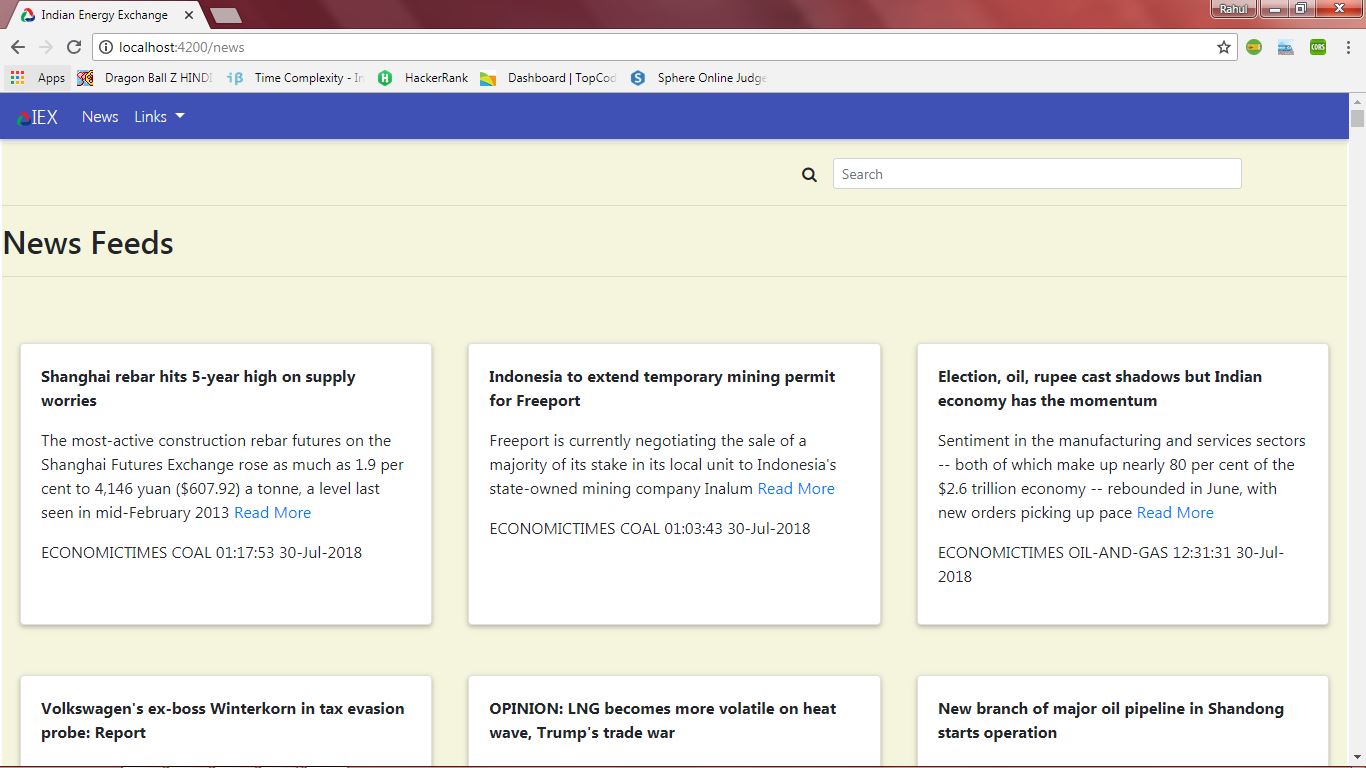 Indian Energy Exchange
Rahul
localhost:4200/news
CORS
Apps
Dragon Ball Z HINDI
Time Complexity - In
HackerRank
Dashboard | TopCod
Sphere Online Judge
IEX
News
Links
Search
News Feeds
Shanghai rebar hits 5-year high on supply
worries
The most-active construction rebar futures on the
Shanghai Futures Exchange rose as much as 1.9 per
cent to 4,146 yuan ($607.92) a tonne, a level last
seen in mid-February 2013 Read More
ECONOMICTIMES COAL 01:17:53 30-Jul-2018
Indonesia to extend temporary mining permit
for Freeport
Freeport is currently negotiating the sale of a
majority of its stake in its local unit to Indonesia's
state-owned mining company Inalum Read More
ECONOMICTIMES COAL 01:03:43 30-Jul-2018
Election, oil, rupee cast shadows but Indian
economy has the momentum
Sentiment in the manufacturing and services sectors
-- both of which make up nearly 80 per cent of the
$2.6 trillion economy -- rebounded in June, with
new orders picking up pace Read More
ECONOMICTIMES OIL-AND-GAS 12:31:31 30-Jul-
2018
Volkswagen's ex-boss Winterkorn in tax evasion
probe: Report
OPINION: LNG becomes more volatile on heat
wave, Trump's trade war
New branch of major oil pipeline in Shandong
starts operation